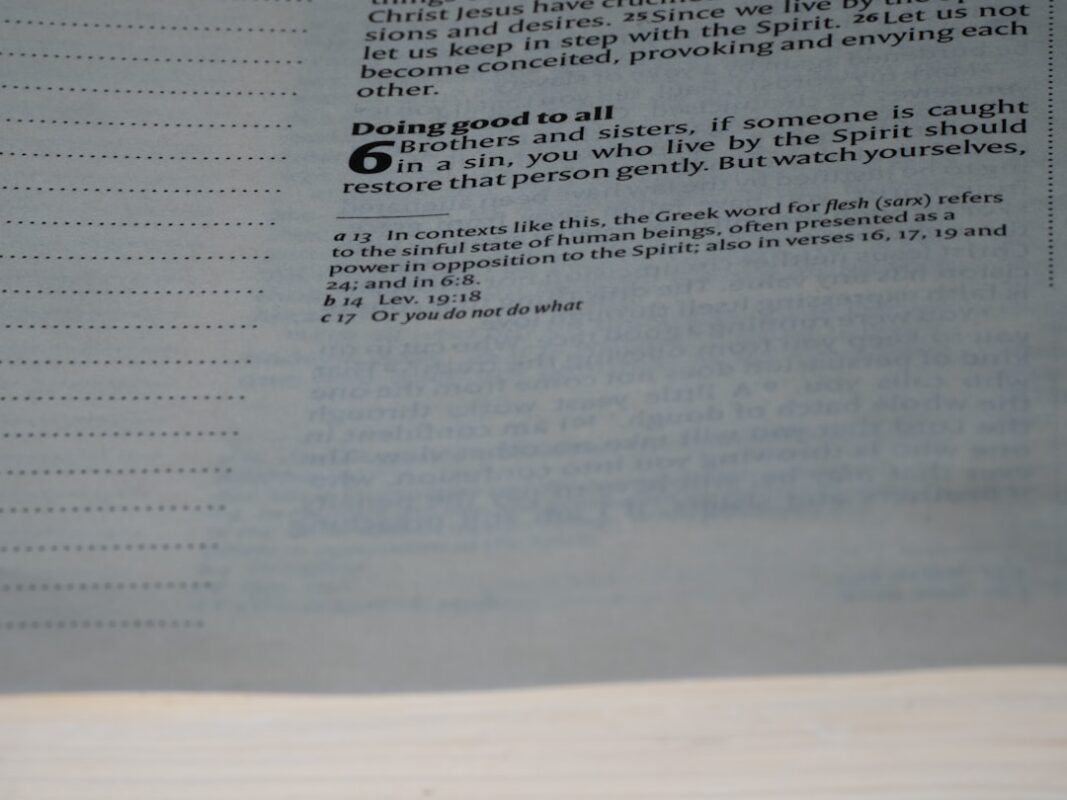 Christ Jesus have
sions and desires. 25 Since we live by the
let us keep in step with the Spirit. 26 Let us not
become conceited, provoking and envying each
other.
Doing good to all
6 Brothers and sisters, if someone is caught
in a sin, you who live by the Spirit should
restore that person gently. But watch yourselves,
a 13 In contexts like this, the Greek word for flesh (sarx) refers
to the sinful state of human beings, often presented as a
power in opposition to the Spirit; also in verses 16, 17, 19 and
24; and in 6:8.
b 14 Lev. 19:18
c 17 Or you do not do what